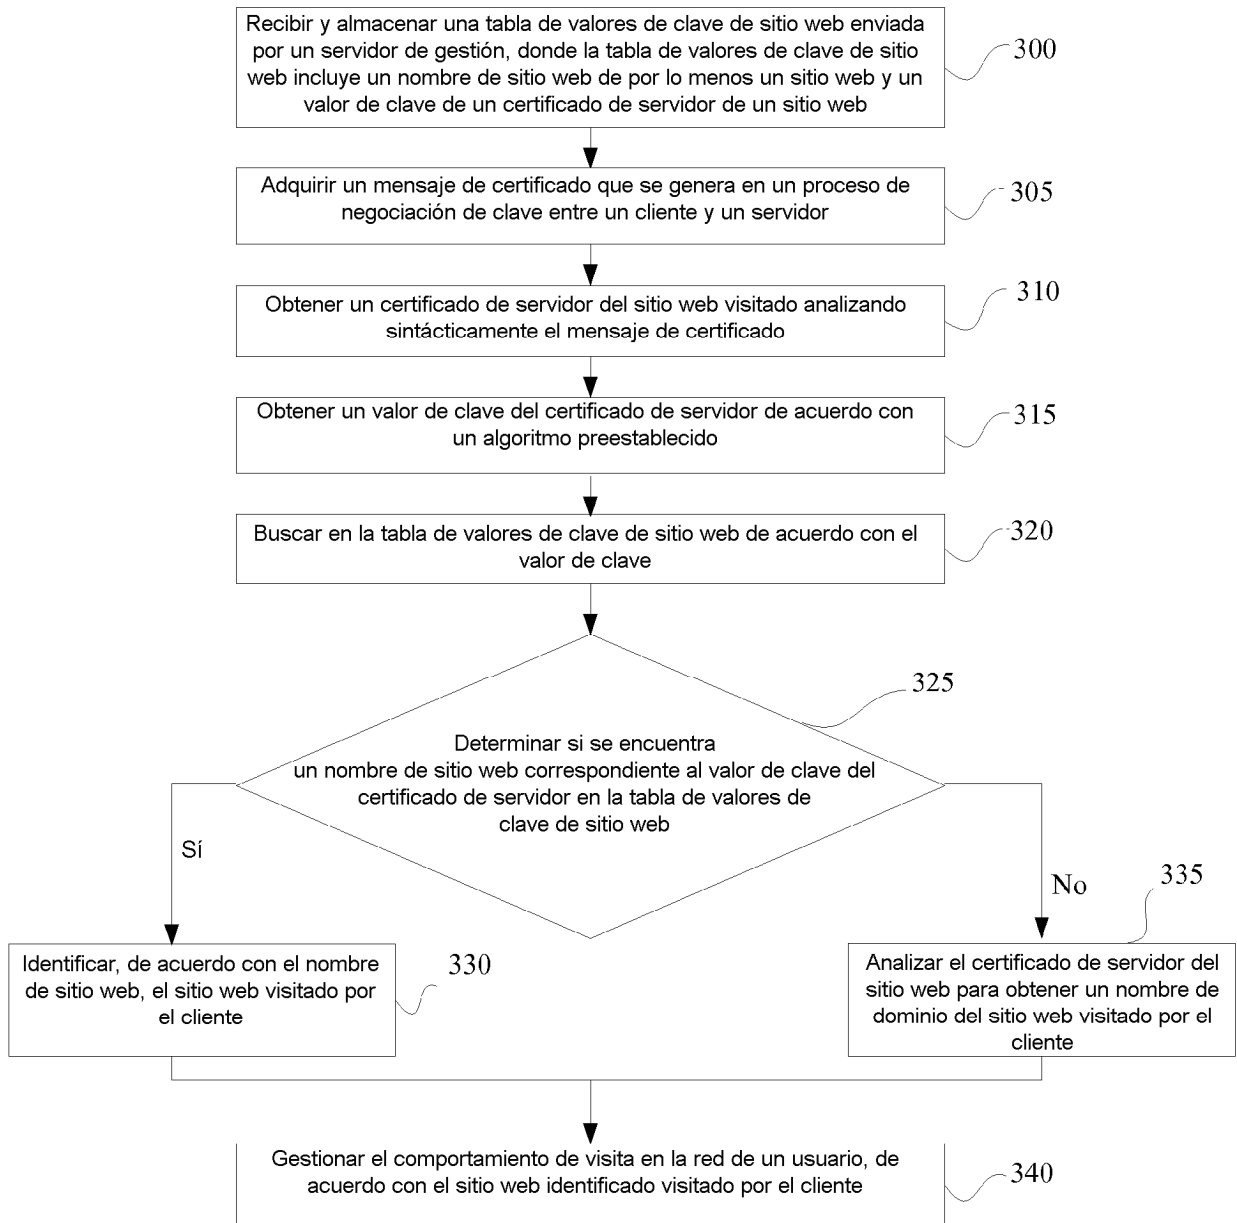 Recibir y almacenar una tabla de valores de clave de sitio web enviada
por un servidor de gestión, donde la tabla de valores de clave de sitio
web incluye un nombre de sitio web de por lo menos un sitio web y un
valor de clave de un certificado de servidor de un sitio web
300
Adquirir un mensaje de certificado que se genera en un proceso de
negociación de clave entre un cliente y un servidor
305
Obtener un certificado de servidor del sitio web visitado analizando
sintácticamente el mensaje de certificado
310
Obtener un valor de clave del certificado de servidor de acuerdo con
un algoritmo preestablecido
315
Buscar en la tabla de valores de clave de sitio web de acuerdo con el
valor de clave
320
325
Determinar si se encuentra
un nombre de sitio web correspondiente al valor de clave del
certificado de servidor en la tabla de valores de
clave de sitio web
Sí
No
335
Identificar, de acuerdo con el nombre
de sitio web, el sitio web visitado por
el cliente
330
Analizar el certificado de servidor del
sitio web para obtener un nombre de
dominio del sitio web visitado por el
cliente
Gestionar el comportamiento de visita en la red de un usuario, de
acuerdo con el sitio web identificado visitado por el cliente
340